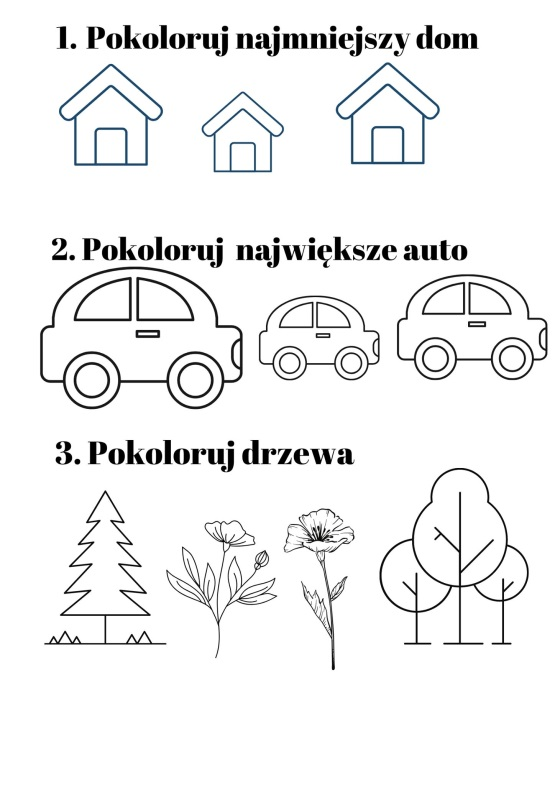 1. Pokoloruj najmniejszy dom
2. Pokoloruj największe auto
3. Pokoloruj drzewa